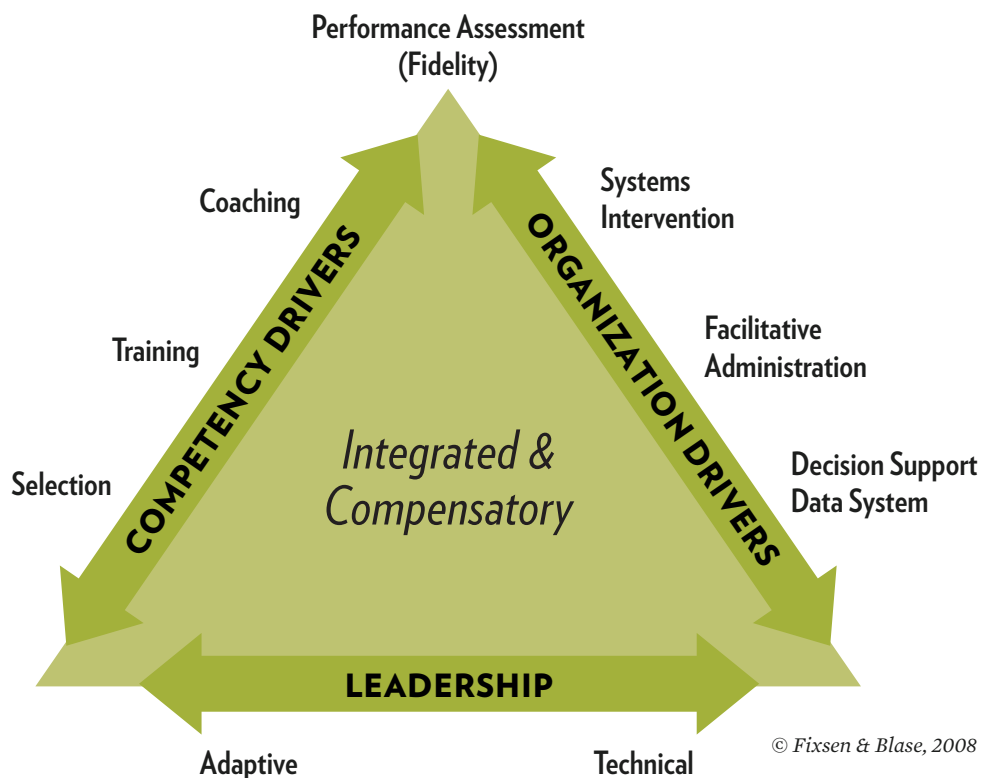 Performance Assessment
(Fidelity)
Coaching
Systems
Intervention
COMPETENCY DRIVERS
ORGANIZATION DRIVERS
Training
Facilitative
Administration
Integrated &
Compensatory
Selection
Decision Support
Data System
LEADERSHIP
Adaptive
Technical
© Fixsen & Blase, 2008